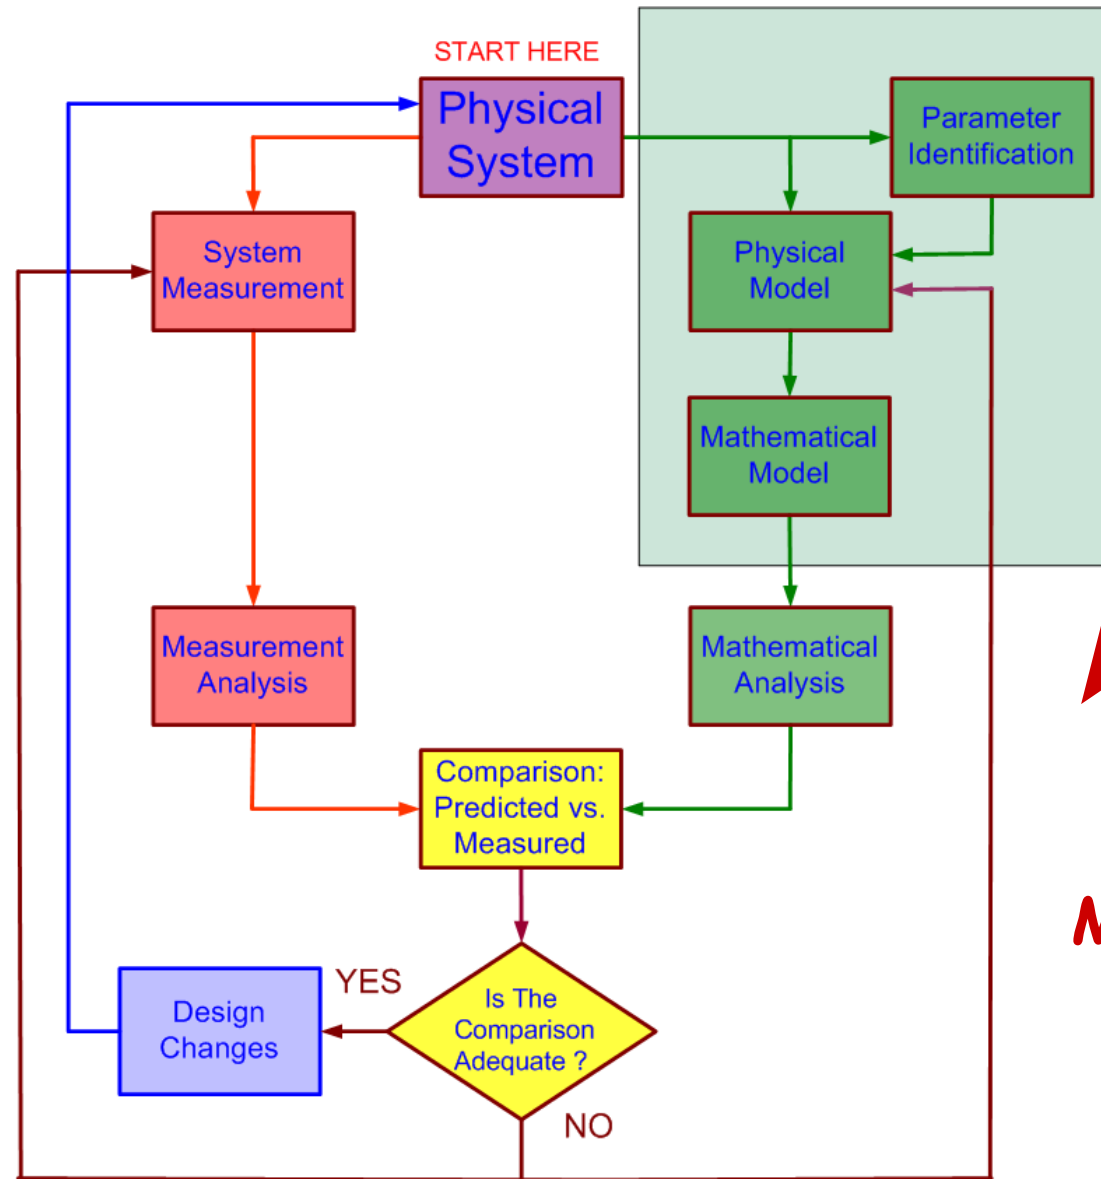 START HERE
Physical
System
Parameter
Identification
System
Measurement
Physical
Model
Mathematical
Model
Measurement
Analysis
Mathematical
Analysis
Comparison:
Predicted vs.
Measured
YES
Is The
Comparison
Adequate ?
Design
Changes
NO